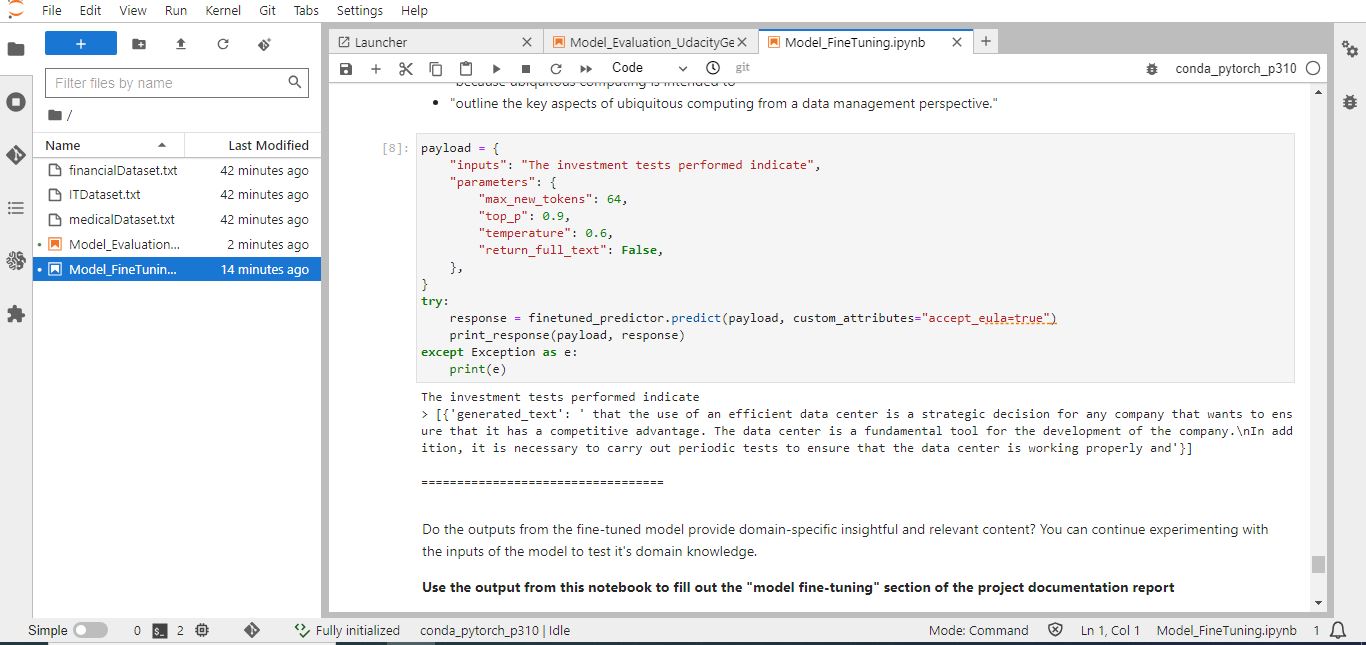 File Edit View Run Kernel Git Tabs Settings Help
Launcher
Model_Evaluation_UdacityGe
Model_FineTuning.ipynb
Filter files by name
/
Name Last Modified
financialDataset.txt 42 minutes ago
ITDataset.txt 42 minutes ago
medicalDataset.txt 42 minutes ago
Model_Evaluation... 2 minutes ago
Model_FineTunin... 14 minutes ago
Code
git
conda_pytorch_p310
"because ubiquitous computing is intended to"
"outline the key aspects of ubiquitous computing from a data management perspective."
[8]:
payload = {
"inputs": "The investment tests performed indicate",
"parameters": {
"max_new_tokens": 64,
"top_p": 0.9,
"temperature": 0.6,
"return_full_text": False,
},
}
try:
response = finetuned_predictor.predict(payload, custom_attributes="accept_eula=true")
print_response(payload, response)
except Exception as e:
print(e)
The investment tests performed indicate
> [{'generated_text': ' that the use of an efficient data center is a strategic decision for any company that wants to ens
ure that it has a competitive advantage. The data center is a fundamental tool for the development of the company.\nIn add
ition, it is necessary to carry out periodic tests to ensure that the data center is working properly and'}]
==================================
Do the outputs from the fine-tuned model provide domain-specific insightful and relevant content? You can continue experimenting with
the inputs of the model to test it's domain knowledge.
Use the output from this notebook to fill out the "model fine-tuning" section of the project documentation report
Simple 0 $_ 2 Fully initialized conda_pytorch_p310 | Idle Mode: Command Ln 1, Col 1 Model_FineTuning.ipynb 1